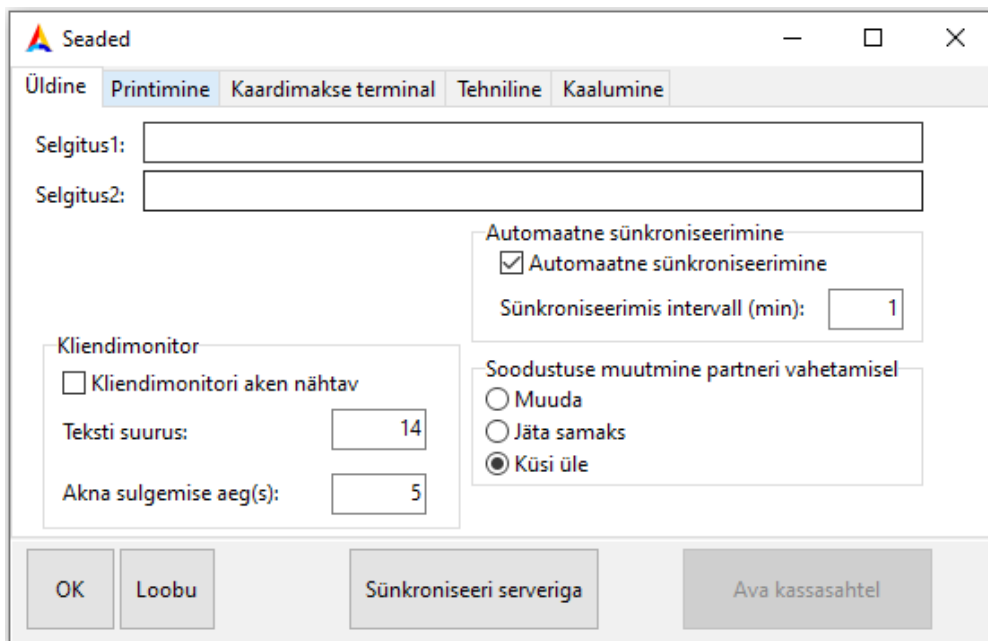 Seaded
Üldine Printimine Kaardimakse terminal Tehniline Kaalumine
Selgitus1:
Selgitus2:
Automaatne sünkroniseerimine
Automaatne sünkroniseerimine
Sünkroniseerimis intervall (min): 1
Kliendimonitor
Kliendimonitori aken nähtav
Teksti suurus: 14
Akna sulgemise aeg(s): 5
Soodustuse muutmine partneri vahetamisel
Muuda
Jäta samaks
Küsi üle
OK Loobu Sünkroniseeri serveriga Ava kassasahtel